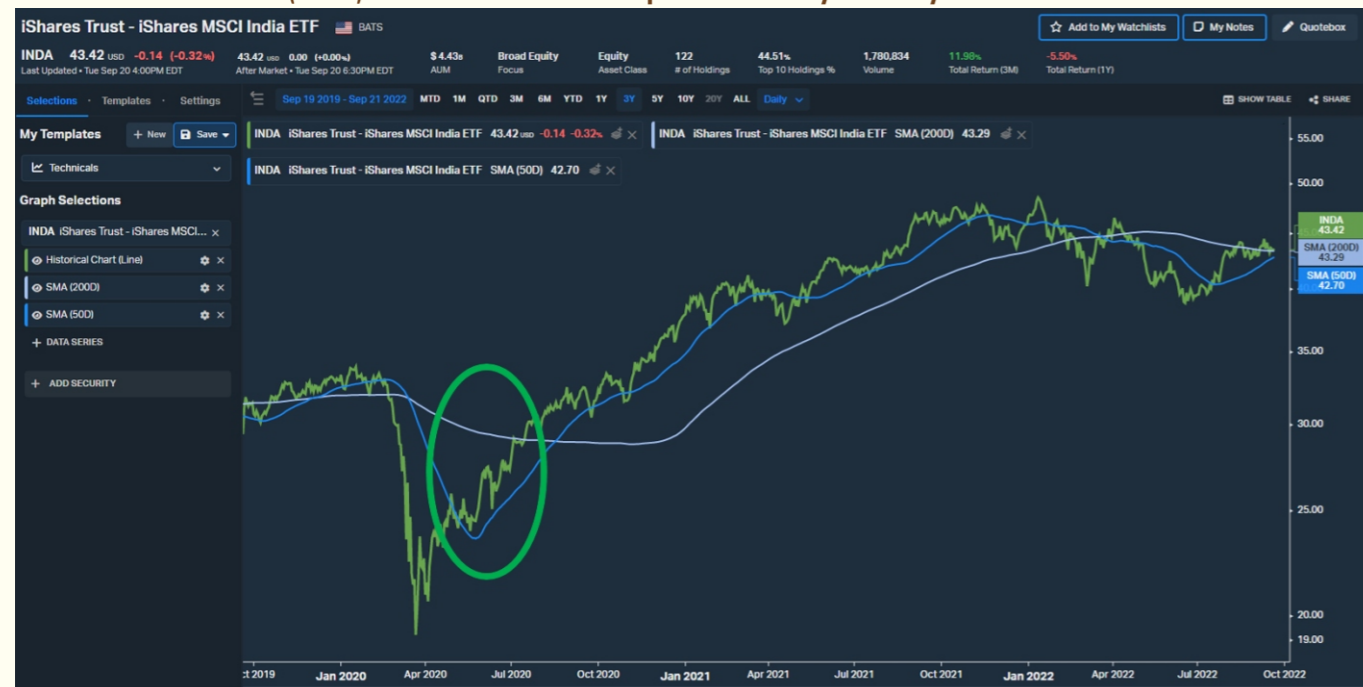 iShares Trust - iShares MSCI India ETF BATS
Add to My Watchlists My Notes Quotebox
INDA 43.42 USD -0.14 (-0.32%) 43.42 USD 0.00 (+0.00%) $ 4.43B Broad Equity Equity 122 44.51% 1,780,834 11.98% -5.50%
Last Updated • Tue Sep 20 4:00PM EDT After Market • Tue Sep 20 6:30PM EDT AUM Focus Asset Class # of Holdings Top 10 Holdings % Volume Total Return (3M) Total Return (1Y)
Selections · Templates · Settings
Sep 19 2019 - Sep 21 2022 MTD 1M QTD 3M 6M YTD 1Y 3Y 5Y 10Y 20Y ALL Daily
SHOW TABLE SHARE
My Templates + New Save
Technicals
Graph Selections
INDA iShares Trust - iShares MSCI... ×
Historical Chart (Line) ×
SMA (200D) ×
SMA (50D) ×
+ DATA SERIES
+ ADD SECURITY
INDA iShares Trust - iShares MSCI India ETF 43.42 USD -0.14 -0.32% ×
INDA iShares Trust - iShares MSCI India ETF SMA (200D) 43.29 ×
INDA iShares Trust - iShares MSCI India ETF SMA (50D) 42.70 ×
55.00
50.00
INDA
43.42
SMA (200D)
43.29
SMA (50D)
42.70
35.00
30.00
25.00
20.00
19.00
:t 2019 Jan 2020 Apr 2020 Jul 2020 Oct 2020 Jan 2021 Apr 2021 Jul 2021 Oct 2021 Jan 2022 Apr 2022 Jul 2022 Oct 2022